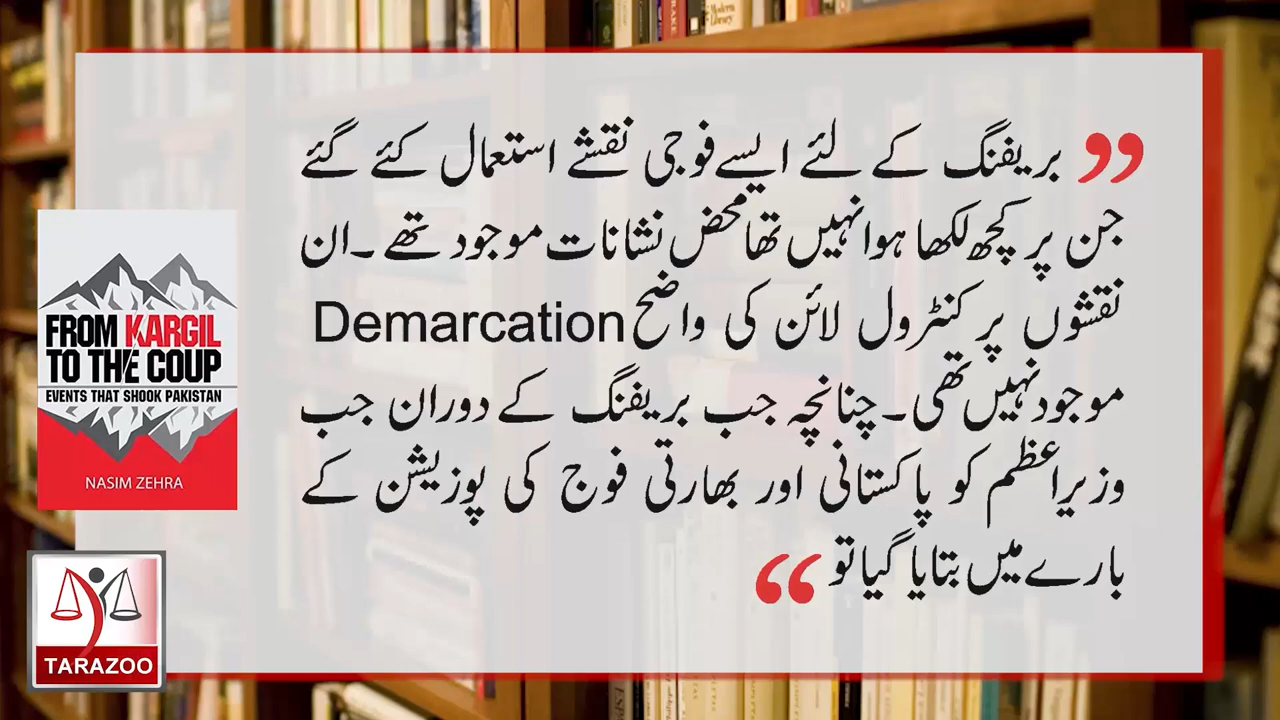 بریفنگ کے لئے ایسے فوجی نقشے استعمال کئے گئے
جن پر کچھ لکھا ہوا نہیں تھا محض نشانات موجود تھے ۔ ان
نقشوں پر کنٹرول لائن کی واضح Demarcation
موجود نہیں تھی ۔ چنانچہ جب بریفنگ کے دوران جب
وزیراعظم کو پاکستانی اور بھارتی فوج کی پوزیشن کے
بارے میں بتایا گیا تو
FROM KARGIL
TO THE COUP
EVENTS THAT SHOOK PAKISTAN
NASIM ZEHRA
TARAZOO